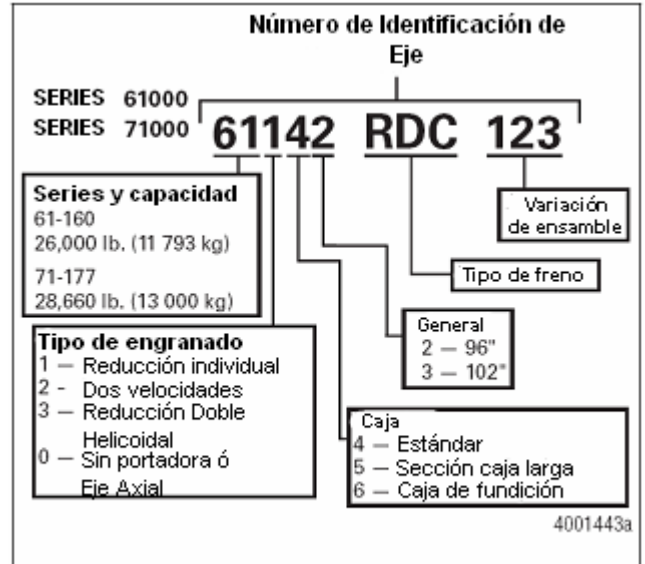 Número de Identificación de
Eje
SERIES 61000
SERIES 71000
61142 RDC 123
Series y capacidad
61-160
26,000 lb. (11 793 kg)
71-177
28,660 lb. (13 000 kg)
Variación
de ensamble
Tipo de freno
General
2 – 96"
3 – 102"
Tipo de engranado
1 – Reducción individual
2 - Dos velocidades
3 – Reducción Doble
Helicoidal
0 – Sin portadora ó
Eje Axial
Caja
4 – Estándar
5 – Sección caja larga
6 – Caja de fundición
4001443a